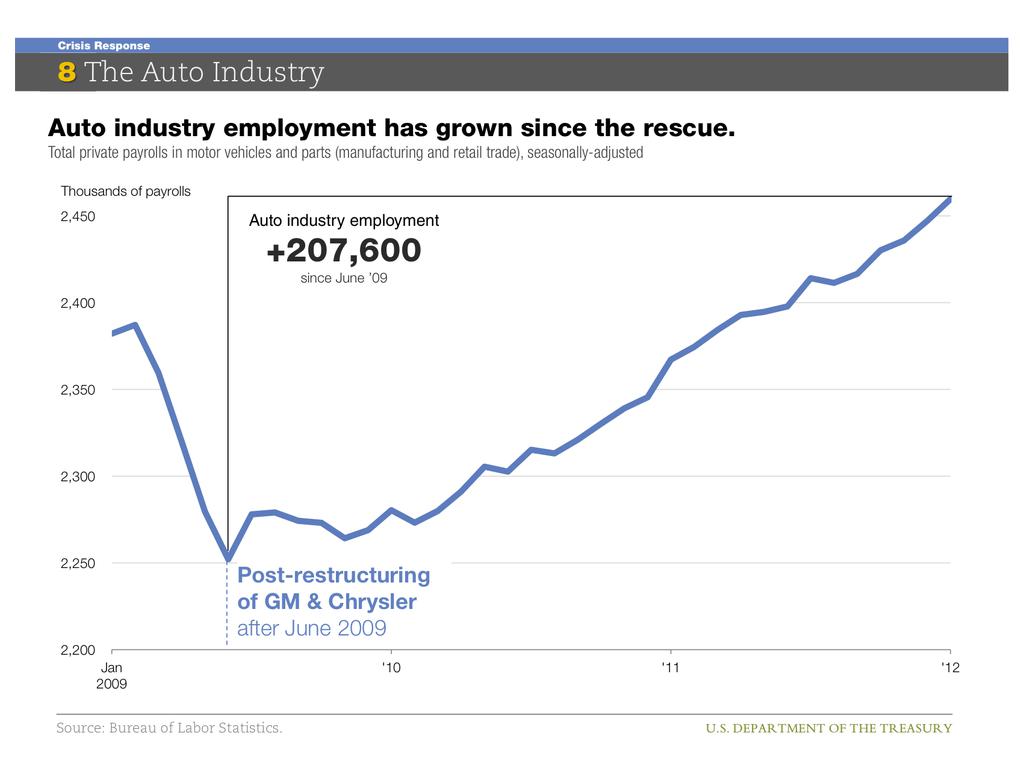 Crisis Response
8 The Auto Industry
Auto industry employment has grown since the rescue.
Total private payrolls in motor vehicles and parts (manufacturing and retail trade), seasonally-adjusted
Thousands of payrolls
2,450
2,400
2,350
2,300
2,250
2,200
Auto industry employment
+207,600
since June ’09
Post-restructuring
of GM & Chrysler
after June 2009
Jan
2009
'10
'11
'12
Source: Bureau of Labor Statistics.
U.S. DEPARTMENT OF THE TREASURY